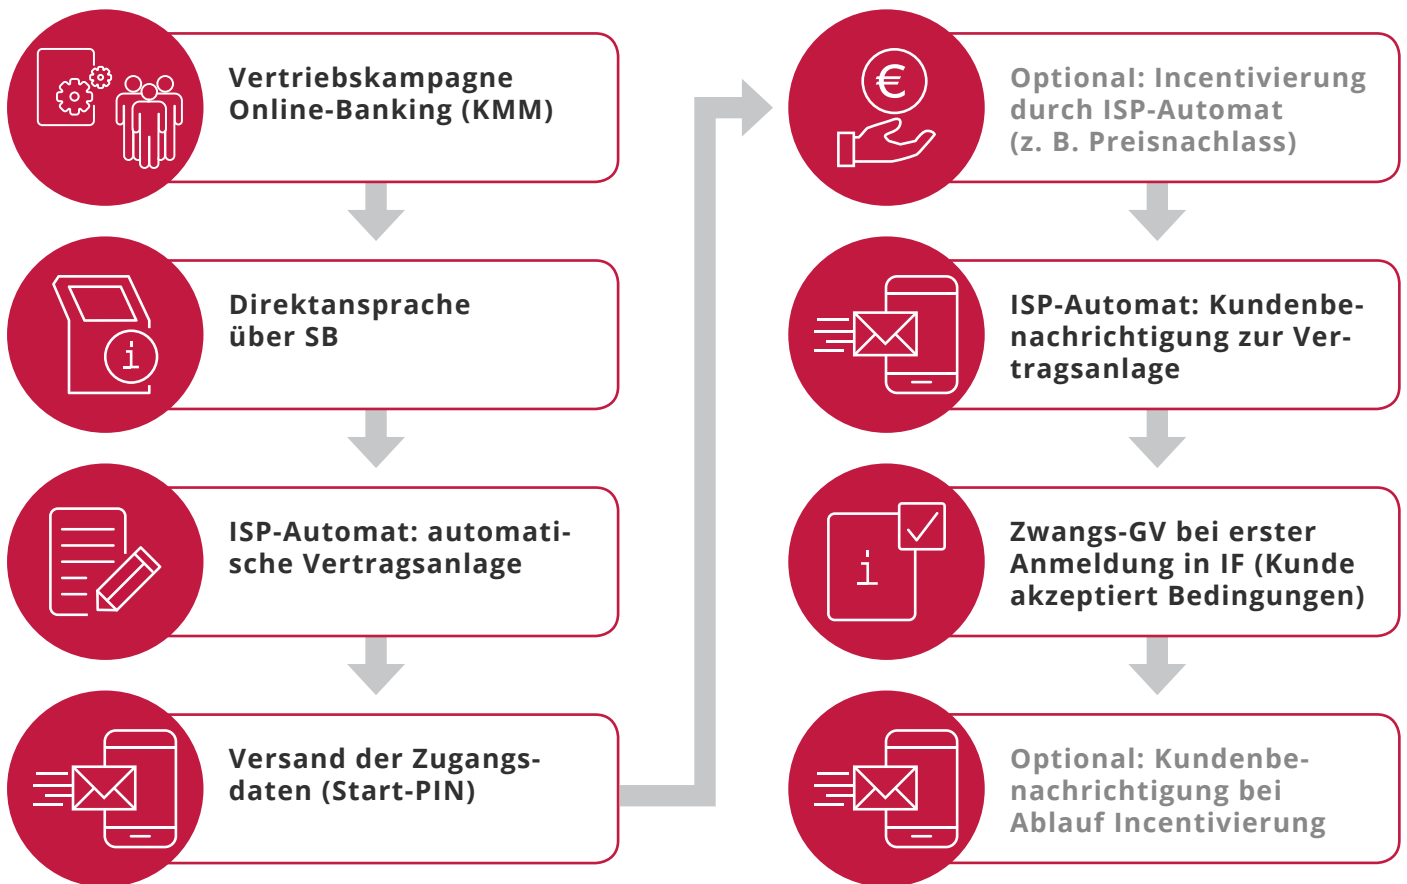 Vertriebskampagne
Online-Banking (KMM)
Direktansprache
über SB
i
ISP-Automat: automati-
sche Vertragsanlage
Versand der Zugangs-
daten (Start-PIN)
€
Optional: Incentivierung
durch ISP-Automat
(z. B. Preisnachlass)
ISP-Automat: Kundenbe-
nachrichtigung zur Ver-
tragsanlage
i
Zwangs-GV bei erster
Anmeldung in IF (Kunde
akzeptiert Bedingungen)
Optional: Kundenbe-
nachrichtigung bei
Ablauf Incentivierung